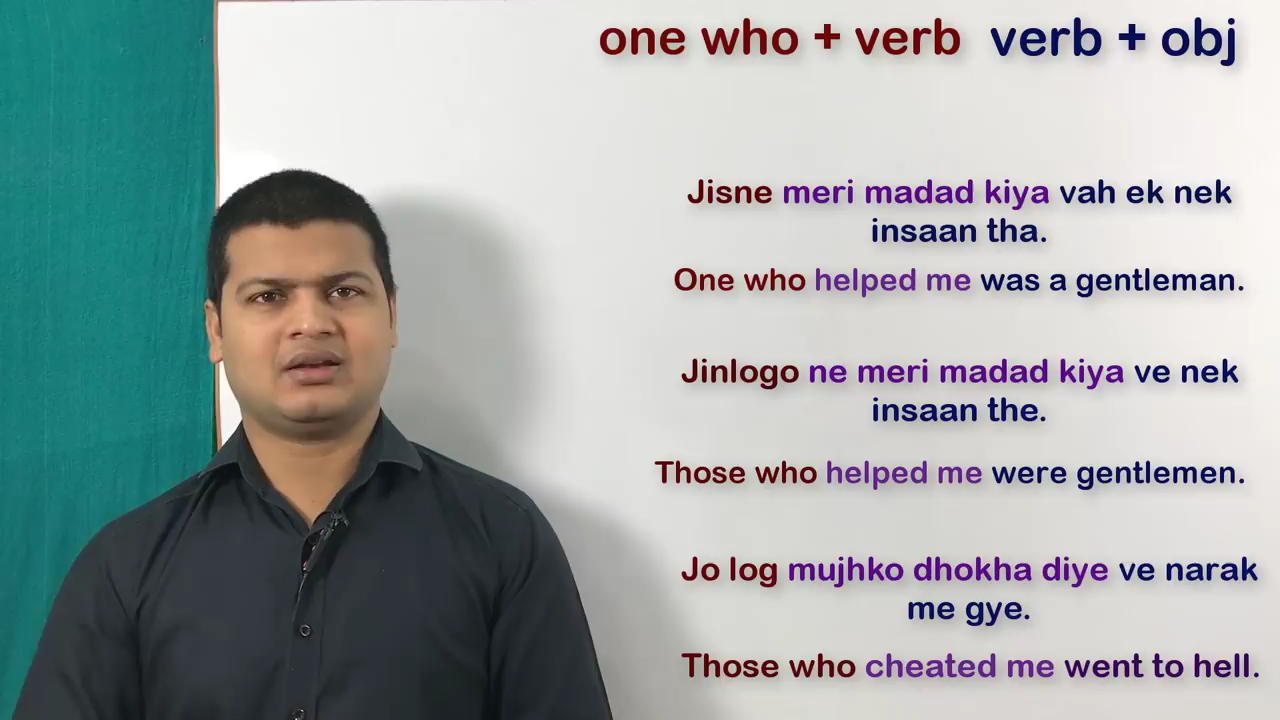 one who + verb verb + obj
Jisne meri madad kiya vah ek nek
insaan tha.
One who helped me was a gentleman.
Jinlogo ne meri madad kiya ve nek
insaan the.
Those who helped me were gentlemen.
Jo log mujhko dhokha diye ve narak
me gye.
Those who cheated me went to hell.